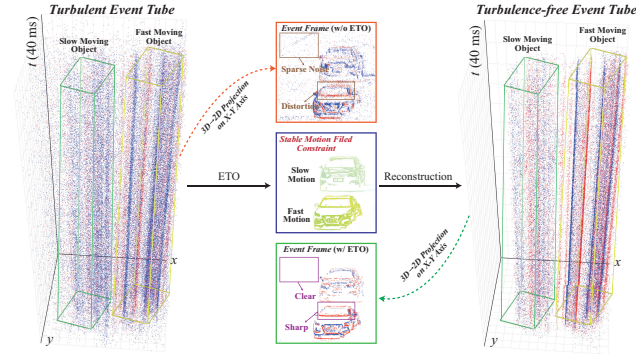 Turbulent Event Tube
Slow Moving
Object
Fast Moving
Object
t (40 ms)
x
y
3D→2D Projection
on X-Y Axis
ETO
Event Frame (w/o ETO)
Sparse Noise
Distortion
Stable Motion Filed
Constraint
Slow
Motion
Fast
Motion
Event Frame (w/ ETO)
Clear
Sharp
Reconstruction
3D→2D Projection
on X-Y Axis
Turbulence-free Event Tube
Slow Moving
Object
Fast Moving
Object
t (40 ms)
x
y